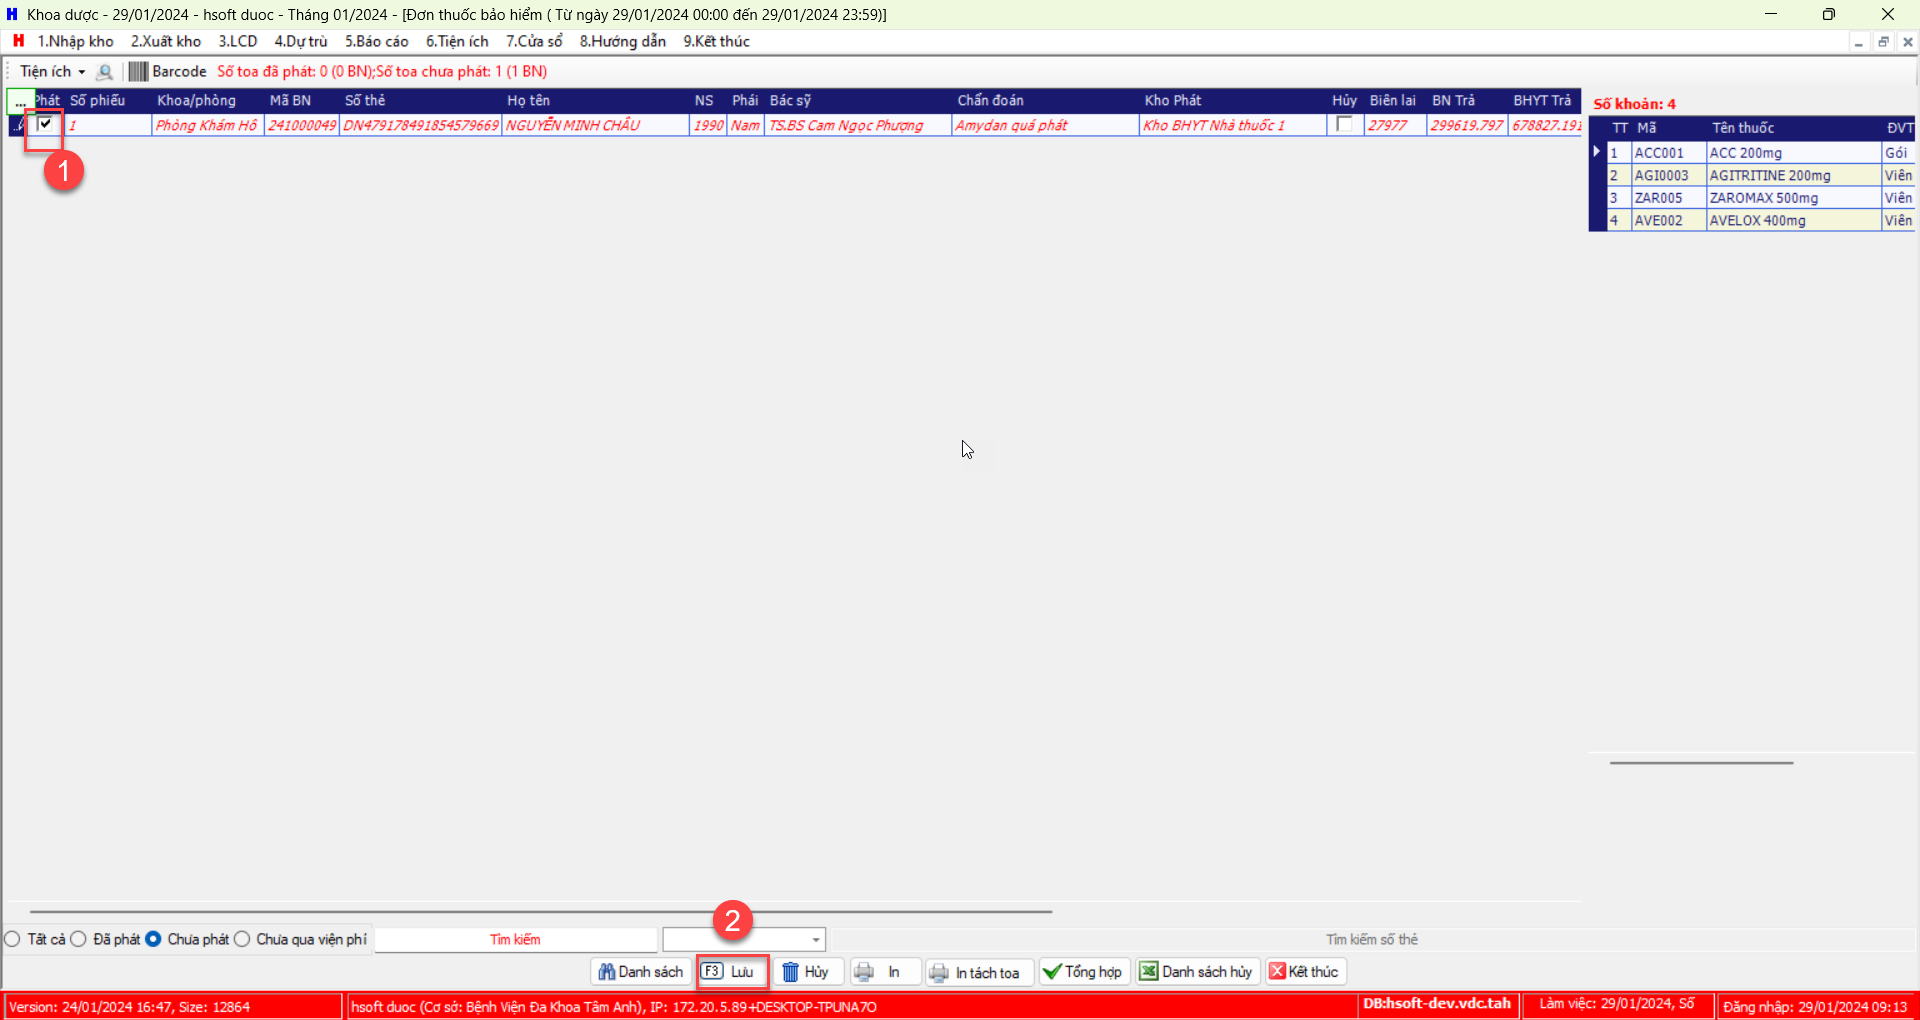 H Khoa dược - 29/01/2024 - hsoft duoc - Tháng 01/2024 - [Đơn thuốc bảo hiểm ( Từ ngày 29/01/2024 00:00 đến 29/01/2024 23:59)]
H 1.Nhập kho 2.Xuất kho 3.LCD 4.Dự trù 5.Báo cáo 6.Tiện ích 7.Cửa sổ 8.Hướng dẫn 9.Kết thúc
Tiện ích Barcode Số toa đã phát: 0 (0 BN);Số toa chưa phát: 1 (1 BN)
... Phát Số phiếu Khoa/phòng Mã BN Số thẻ Họ tên NS Phái Bác sỹ Chẩn đoán Kho Phát Hủy Biên lai BN Trả BHYT Trả
1 Phòng Khám Hô 241000049 DN479178491854579669 NGUYỄN MINH CHÂU 1990 Nam TS.BS Cam Ngọc Phượng Amydan quá phát Kho BHYT Nhà thuốc 1 27977 299619.797 678827.191
1
Số khoản: 4
TT Mã Tên thuốc ĐVT
1 ACC001 ACC 200mg Gói
2 AGI0003 AGITRITINE 200mg Viên
3 ZAR005 ZAROMAX 500mg Viên
4 AVE002 AVELOX 400mg Viên
2
Tất cả Đã phát Chưa phát Chưa qua viện phí Tìm kiếm Tìm kiếm số thẻ
Danh sách F3 Lưu Hủy In In tách toa Tổng hợp Danh sách hủy Kết thúc
Version: 24/01/2024 16:47, Size: 12864 hsoft duoc (Cơ sở: Bệnh Viện Đa Khoa Tâm Anh), IP: 172.20.5.89+DESKTOP-TPUNA7O DB:hsoft-dev.vdc.tah Làm việc: 29/01/2024, Số Đăng nhập: 29/01/2024 09:13